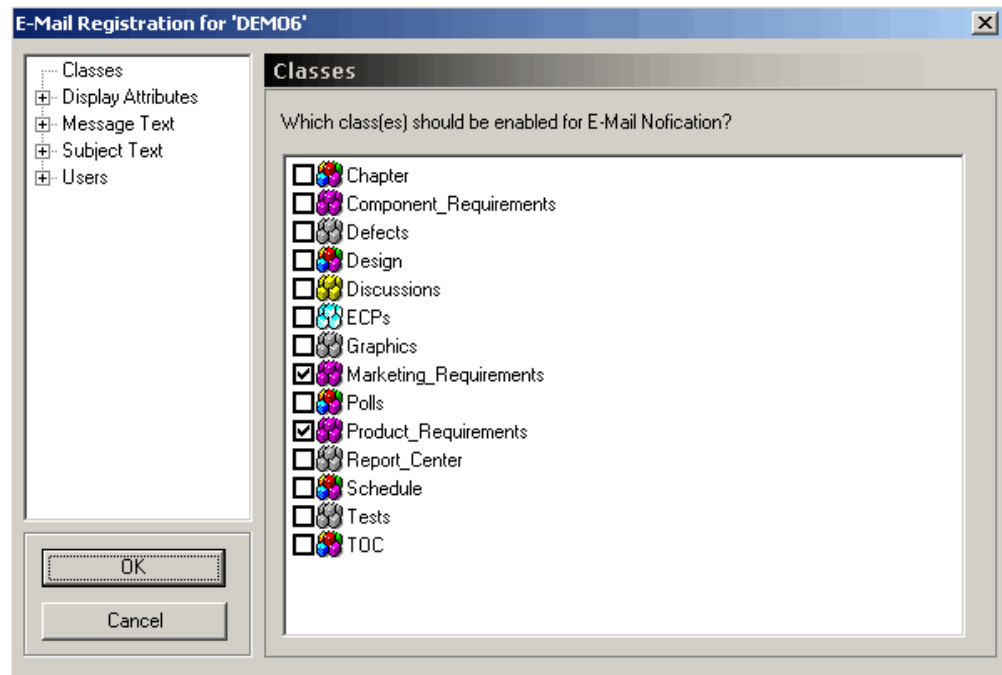 E-Mail Registration for 'DEMO6'
Classes
Display Attributes
Message Text
Subject Text
Users
OK
Cancel
Classes
Which class(es) should be enabled for E-Mail Nofication?
Chapter
Component_Requirements
Defects
Design
Discussions
ECPs
Graphics
Marketing_Requirements
Polls
Product_Requirements
Report_Center
Schedule
Tests
TOC